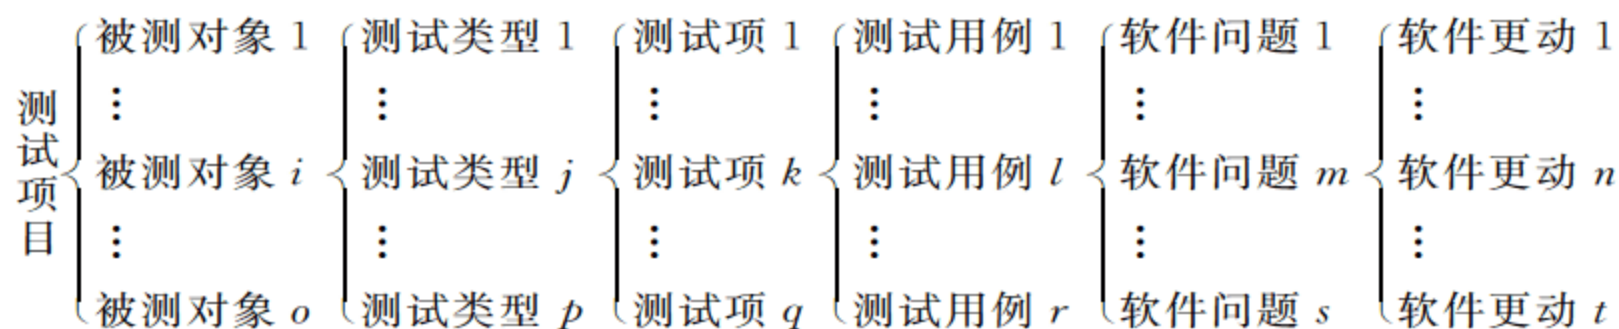 测试项目
被测对象 1 测试类型 1 测试项 1 测试用例 1 软件问题 1 软件更动 1
⋮ ⋮ ⋮ ⋮ ⋮ ⋮
被测对象 i 测试类型 j 测试项 k 测试用例 l 软件问题 m 软件更动 n
⋮ ⋮ ⋮ ⋮ ⋮ ⋮
被测对象 o 测试类型 p 测试项 q 测试用例 r 软件问题 s 软件更动 t